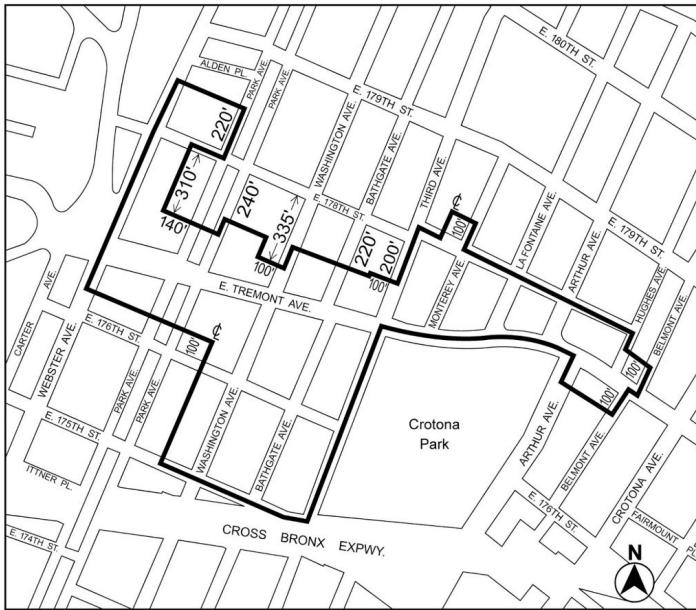 E. 180TH ST.
ALDEN PL.
PARK AVE.
PARK AVE.
E. 179TH ST.
220'
WASHINGTON AVE.
BATHGATE AVE.
THIRD AVE.
310'
240'
E. 178TH ST.
℄
100'
LA FONTAINE AVE.
ARTHUR AVE.
E. 179TH ST.
140'
335'
220'
200'
100'
100'
HUGHES AVE.
BELMONT AVE.
E. TREMONT AVE.
MONTEREY AVE.
CARTER
AVE.
WEBSTER AVE.
E. 176TH ST.
100'
℄
PARK AVE.
PARK AVE.
100'
100'
WASHINGTON AVE.
BATHGATE AVE.
Crotona
Park
ARTHUR AVE.
BELMONT AVE.
CROTONA AVE.
E. 175TH ST.
ITTNER PL.
E. 176TH ST.
FAIRMOUNT
PL.
E. 174TH ST.
CROSS BRONX EXPWY.
N